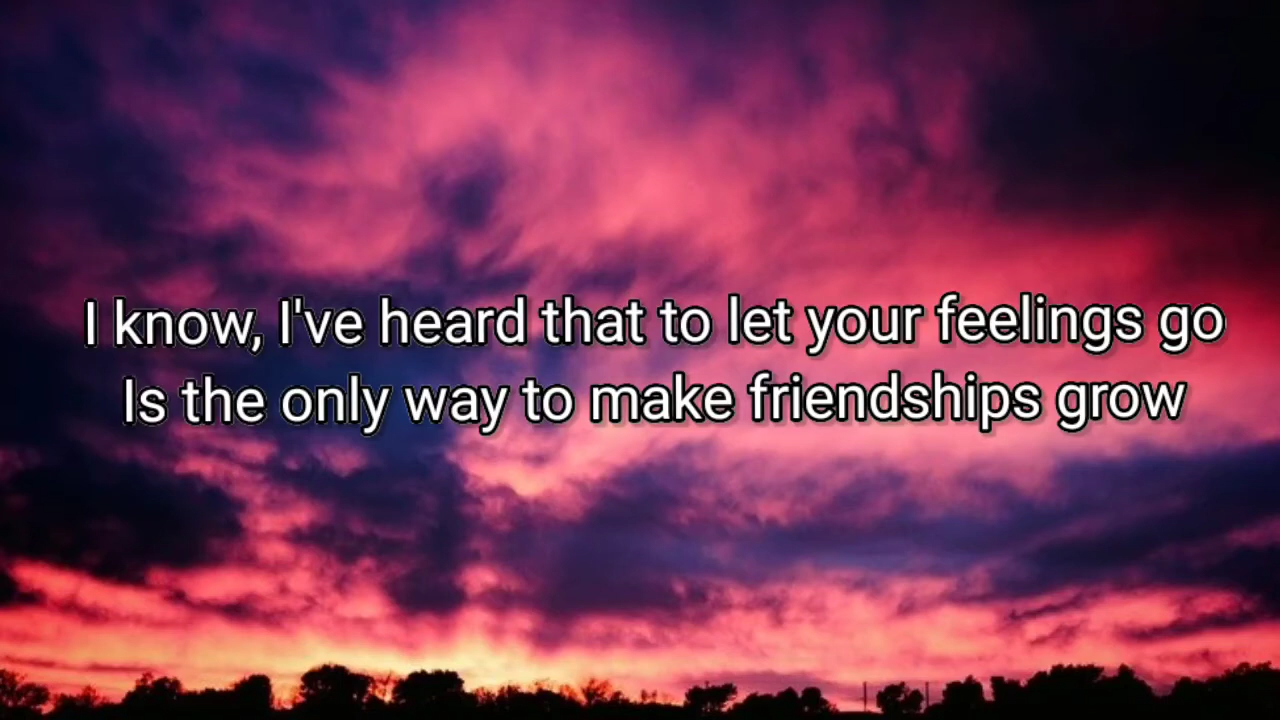 I know, I've heard that to let your feelings go
Is the only way to make friendships grow